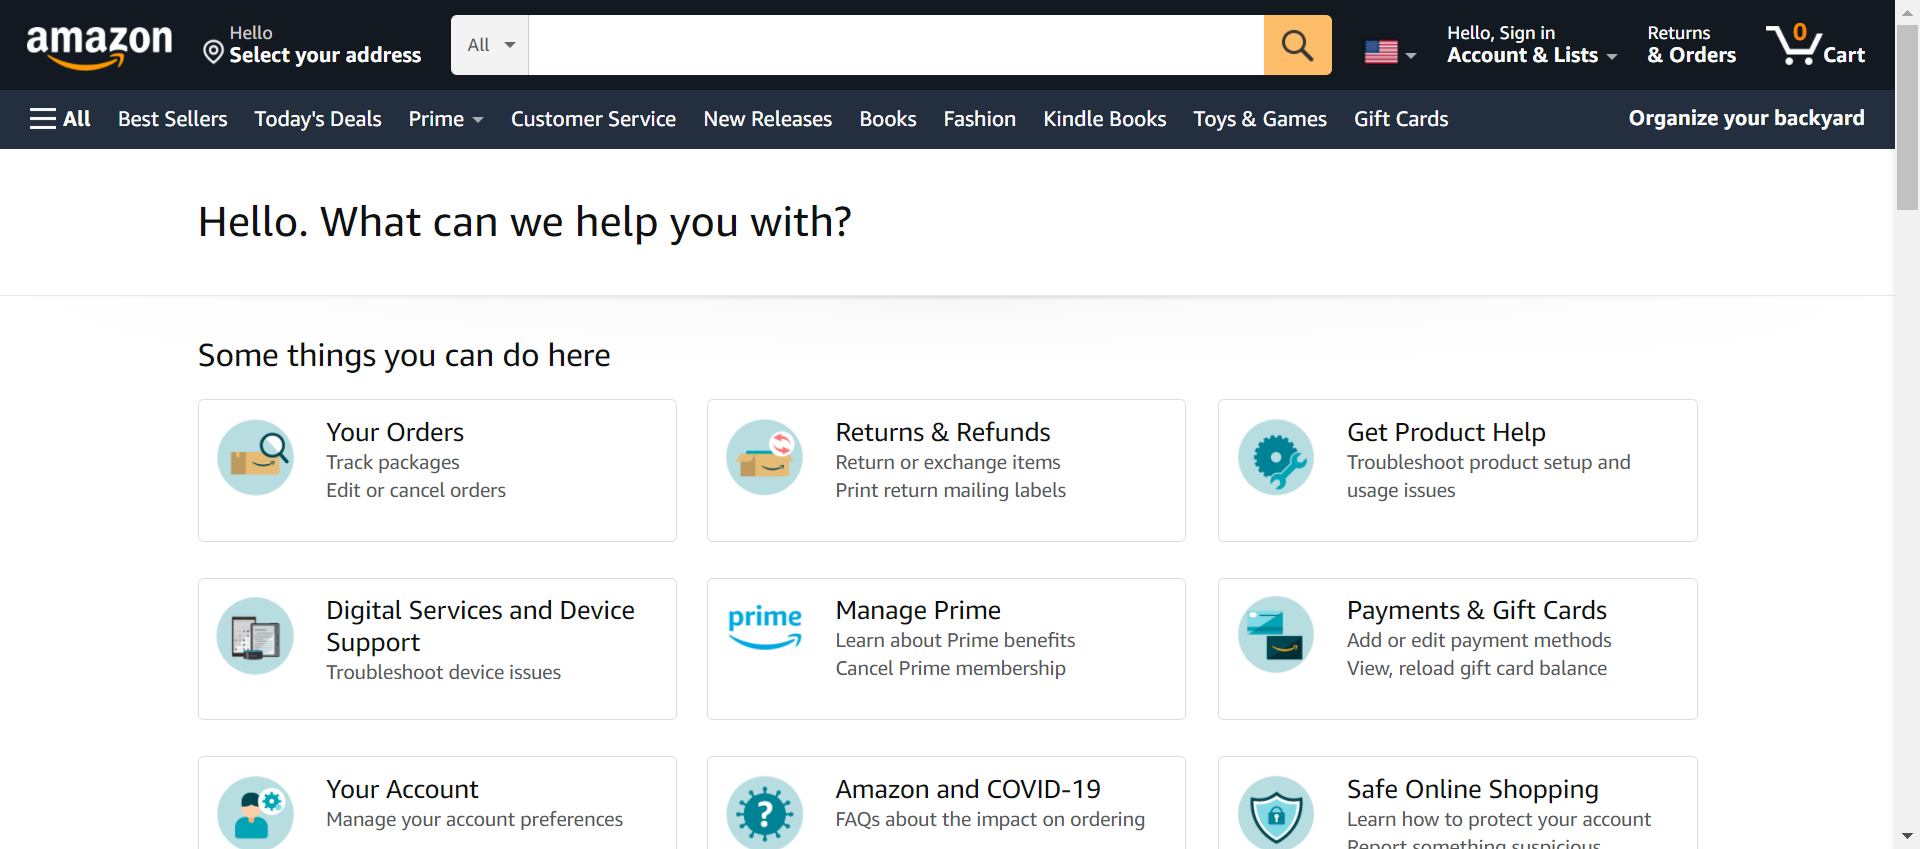 amazon
Hello
Select your address
All
Hello, Sign in
Account & Lists
Returns
& Orders
0
Cart
All
Best Sellers
Today's Deals
Prime
Customer Service
New Releases
Books
Fashion
Kindle Books
Toys & Games
Gift Cards
Organize your backyard
Hello. What can we help you with?
Some things you can do here
Your Orders
Track packages
Edit or cancel orders
Returns & Refunds
Return or exchange items
Print return mailing labels
Get Product Help
Troubleshoot product setup and
usage issues
Digital Services and Device
Support
Troubleshoot device issues
prime
Manage Prime
Learn about Prime benefits
Cancel Prime membership
Payments & Gift Cards
Add or edit payment methods
View, reload gift card balance
Your Account
Manage your account preferences
?
Amazon and COVID-19
FAQs about the impact on ordering
Safe Online Shopping
Learn how to protect your account
Report something suspicious